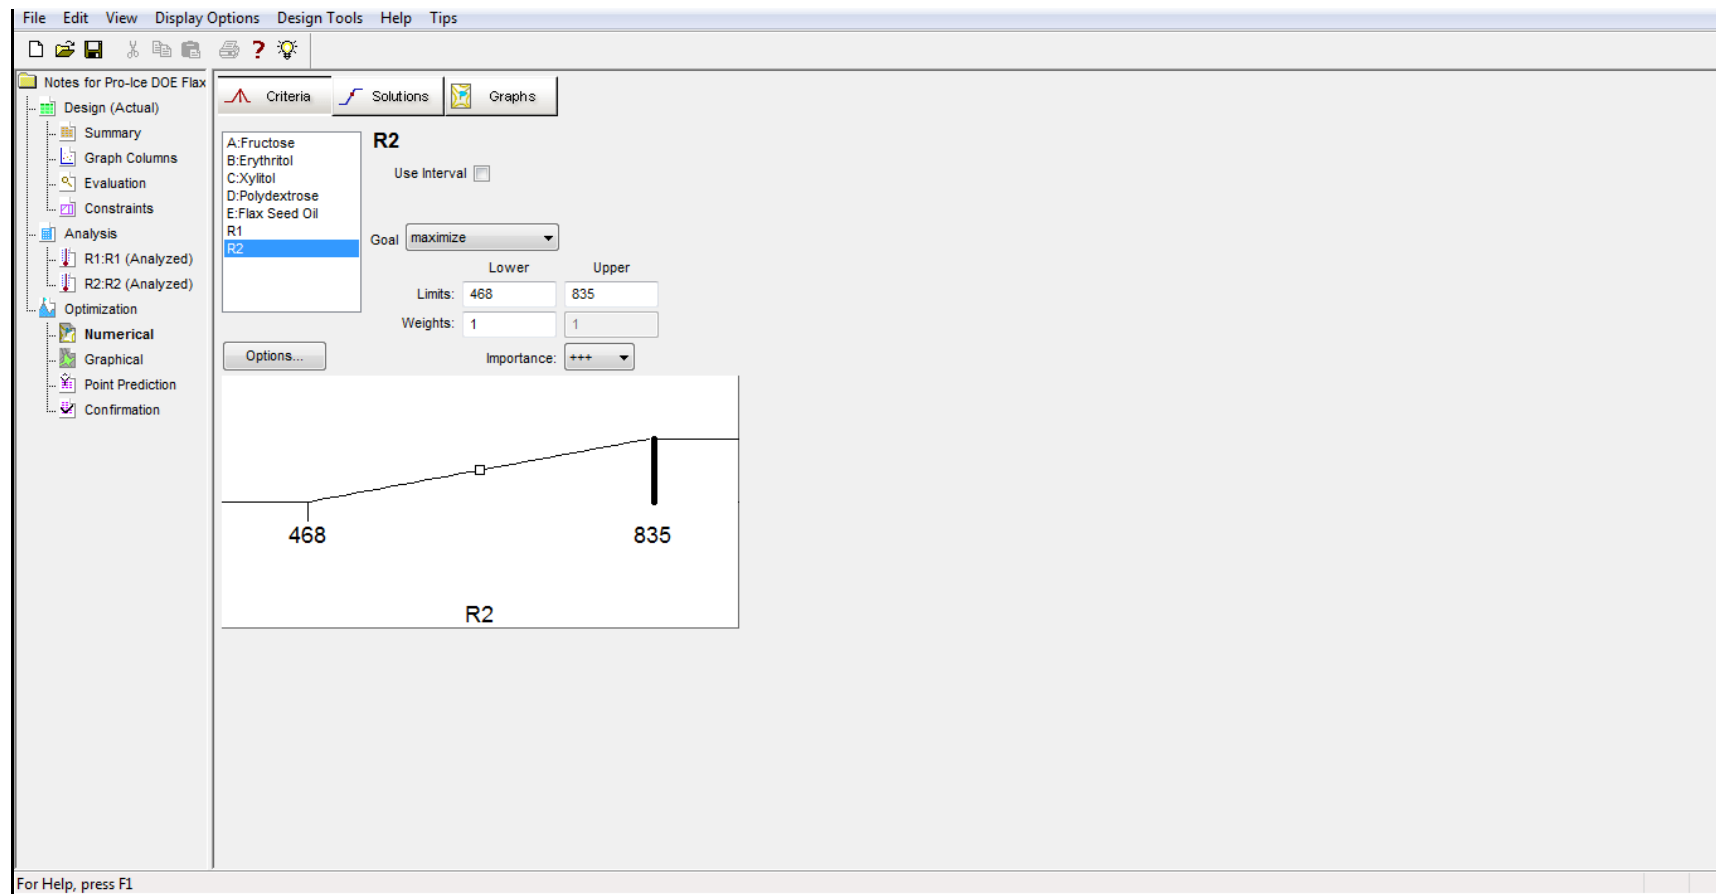 File Edit View Display Options Design Tools Help Tips
Notes for Pro-Ice DOE Flax
Design (Actual)
Summary
Graph Columns
Evaluation
Constraints
Analysis
R1:R1 (Analyzed)
R2:R2 (Analyzed)
Optimization
Numerical
Graphical
Point Prediction
Confirmation
Criteria Solutions Graphs
A:Fructose
B:Erythritol
C:Xylitol
D:Polydextrose
E:Flax Seed Oil
R1
R2
R2
Use Interval
Goal maximize
Lower Upper
Limits: 468 835
Weights: 1 1
Options... Importance: +++
468 835
R2
For Help, press F1